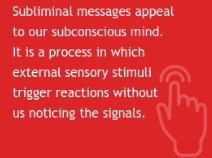 Subliminal messages appeal
to our subconscious mind.
It is a process in which
external sensory stimuli
trigger reactions without
us noticing the signals.